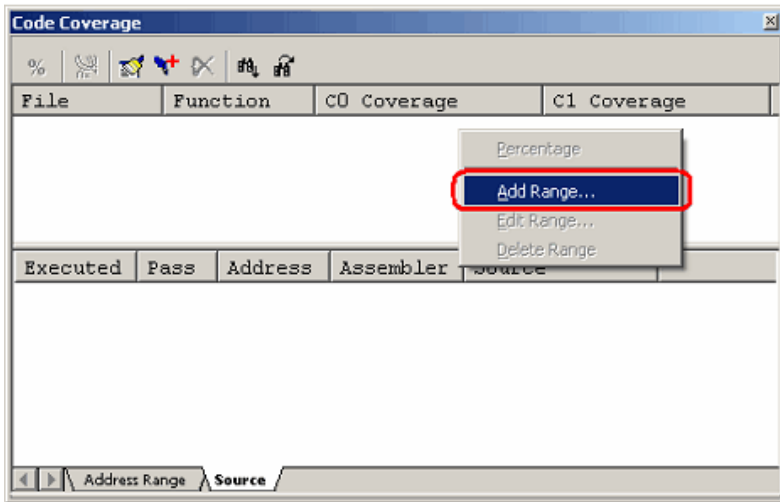 Code Coverage
%
File Function C0 Coverage C1 Coverage
Percentage
Add Range...
Edit Range...
Delete Range
Executed Pass Address Assembler Source
Address Range Source